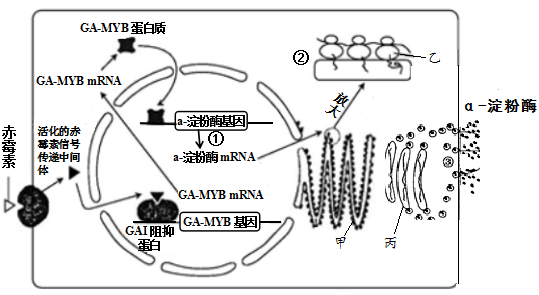 GA-MYB蛋白质
②
乙
GA-MYB mRNA
放大
α-淀粉酶
a-淀粉酶基因
①
赤霉素
活化的赤
霉素信号
传递中间
体
a-淀粉酶mRNA
GA-MYB mRNA
GAI阻抑
蛋白
GA-MYB基因
甲
丙